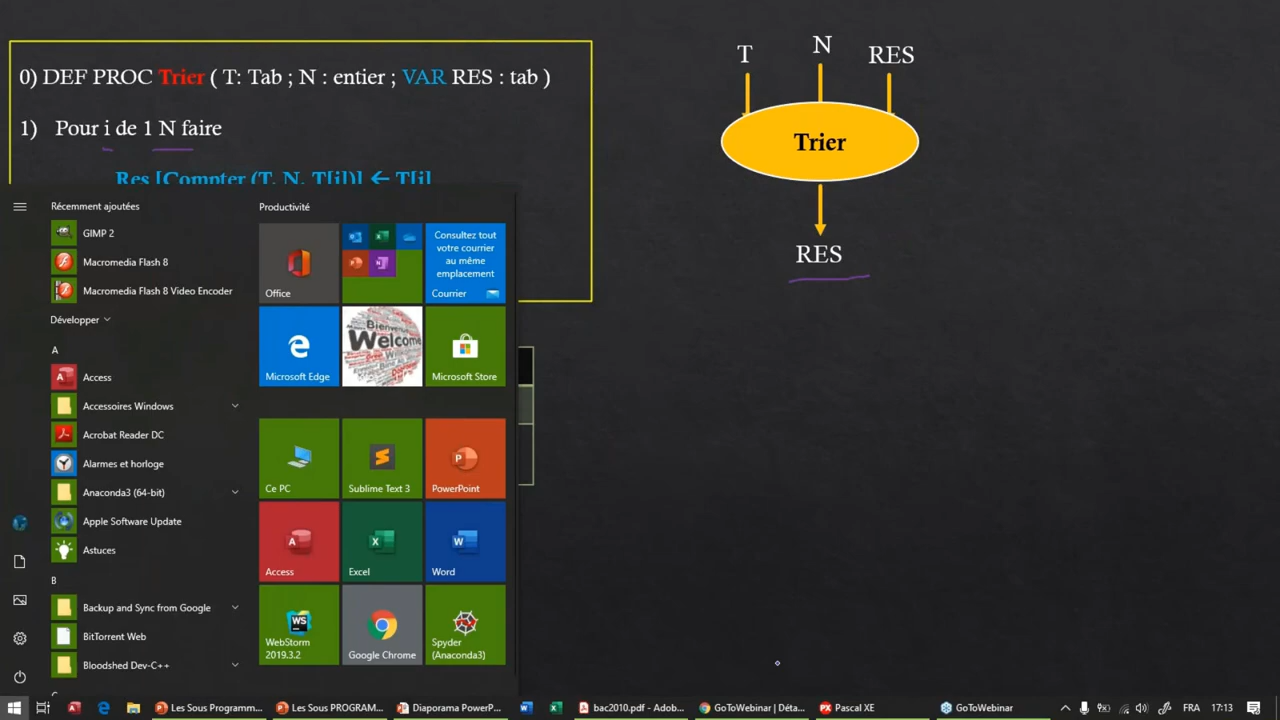 0) DEF PROC Trier ( T: Tab ; N : entier ; VAR RES : tab )
1) Pour i de 1 N faire
Res [Compter (T, N, T[i])] ← T[i]
T
N
RES
Trier
RES
Récemment ajoutées
GIMP 2
Macromedia Flash 8
Macromedia Flash 8 Video Encoder
Développer
A
Access
Accessoires Windows
Acrobat Reader DC
Alarmes et horloge
Anaconda3 (64-bit)
Apple Software Update
Astuces
B
Backup and Sync from Google
BitTorrent Web
Bloodshed Dev-C++
Productivité
Office
Consultez tout
votre courrier
au même
emplacement
Courrier
Microsoft Edge
Welcome
Microsoft Store
Ce PC
Sublime Text 3
PowerPoint
Access
Excel
Word
WebStorm
2019.3.2
Google Chrome
Spyder
(Anaconda3)
Les Sous Programm...
Les Sous PROGRAM...
Diaporama PowerP...
bac2010.pdf - Adob...
GoToWebinar | Déta...
Pascal XE
GoToWebinar
FRA
17:13